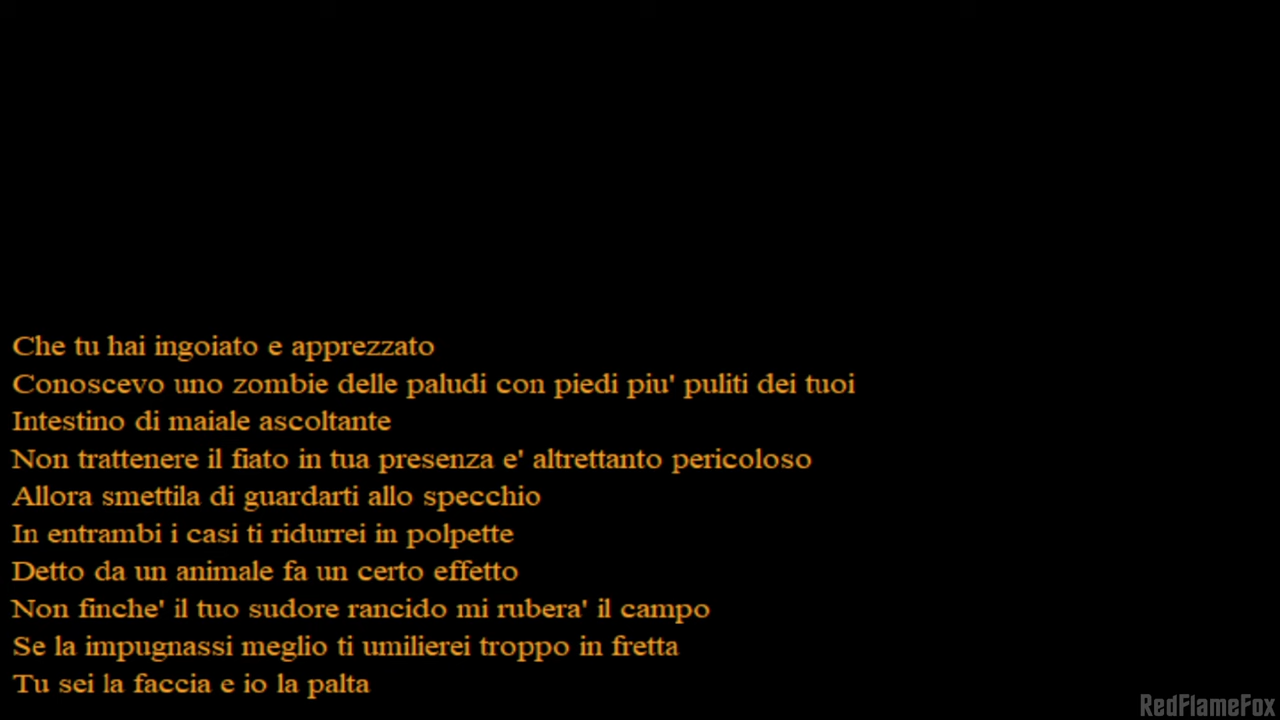 Che tu hai ingoiato e apprezzato
Conoscevo uno zombie delle paludi con piedi piu' puliti dei tuoi
Intestino di maiale ascoltante
Non trattenere il fiato in tua presenza e' altrettanto pericoloso
Allora smettila di guardarti allo specchio
In entrambi i casi ti ridurrei in polpette
Detto da un animale fa un certo effetto
Non finche' il tuo sudore rancido mi rubera' il campo
Se la impugnassi meglio ti umilierei troppo in fretta
Tu sei la faccia e io la palta
RedFlameFox